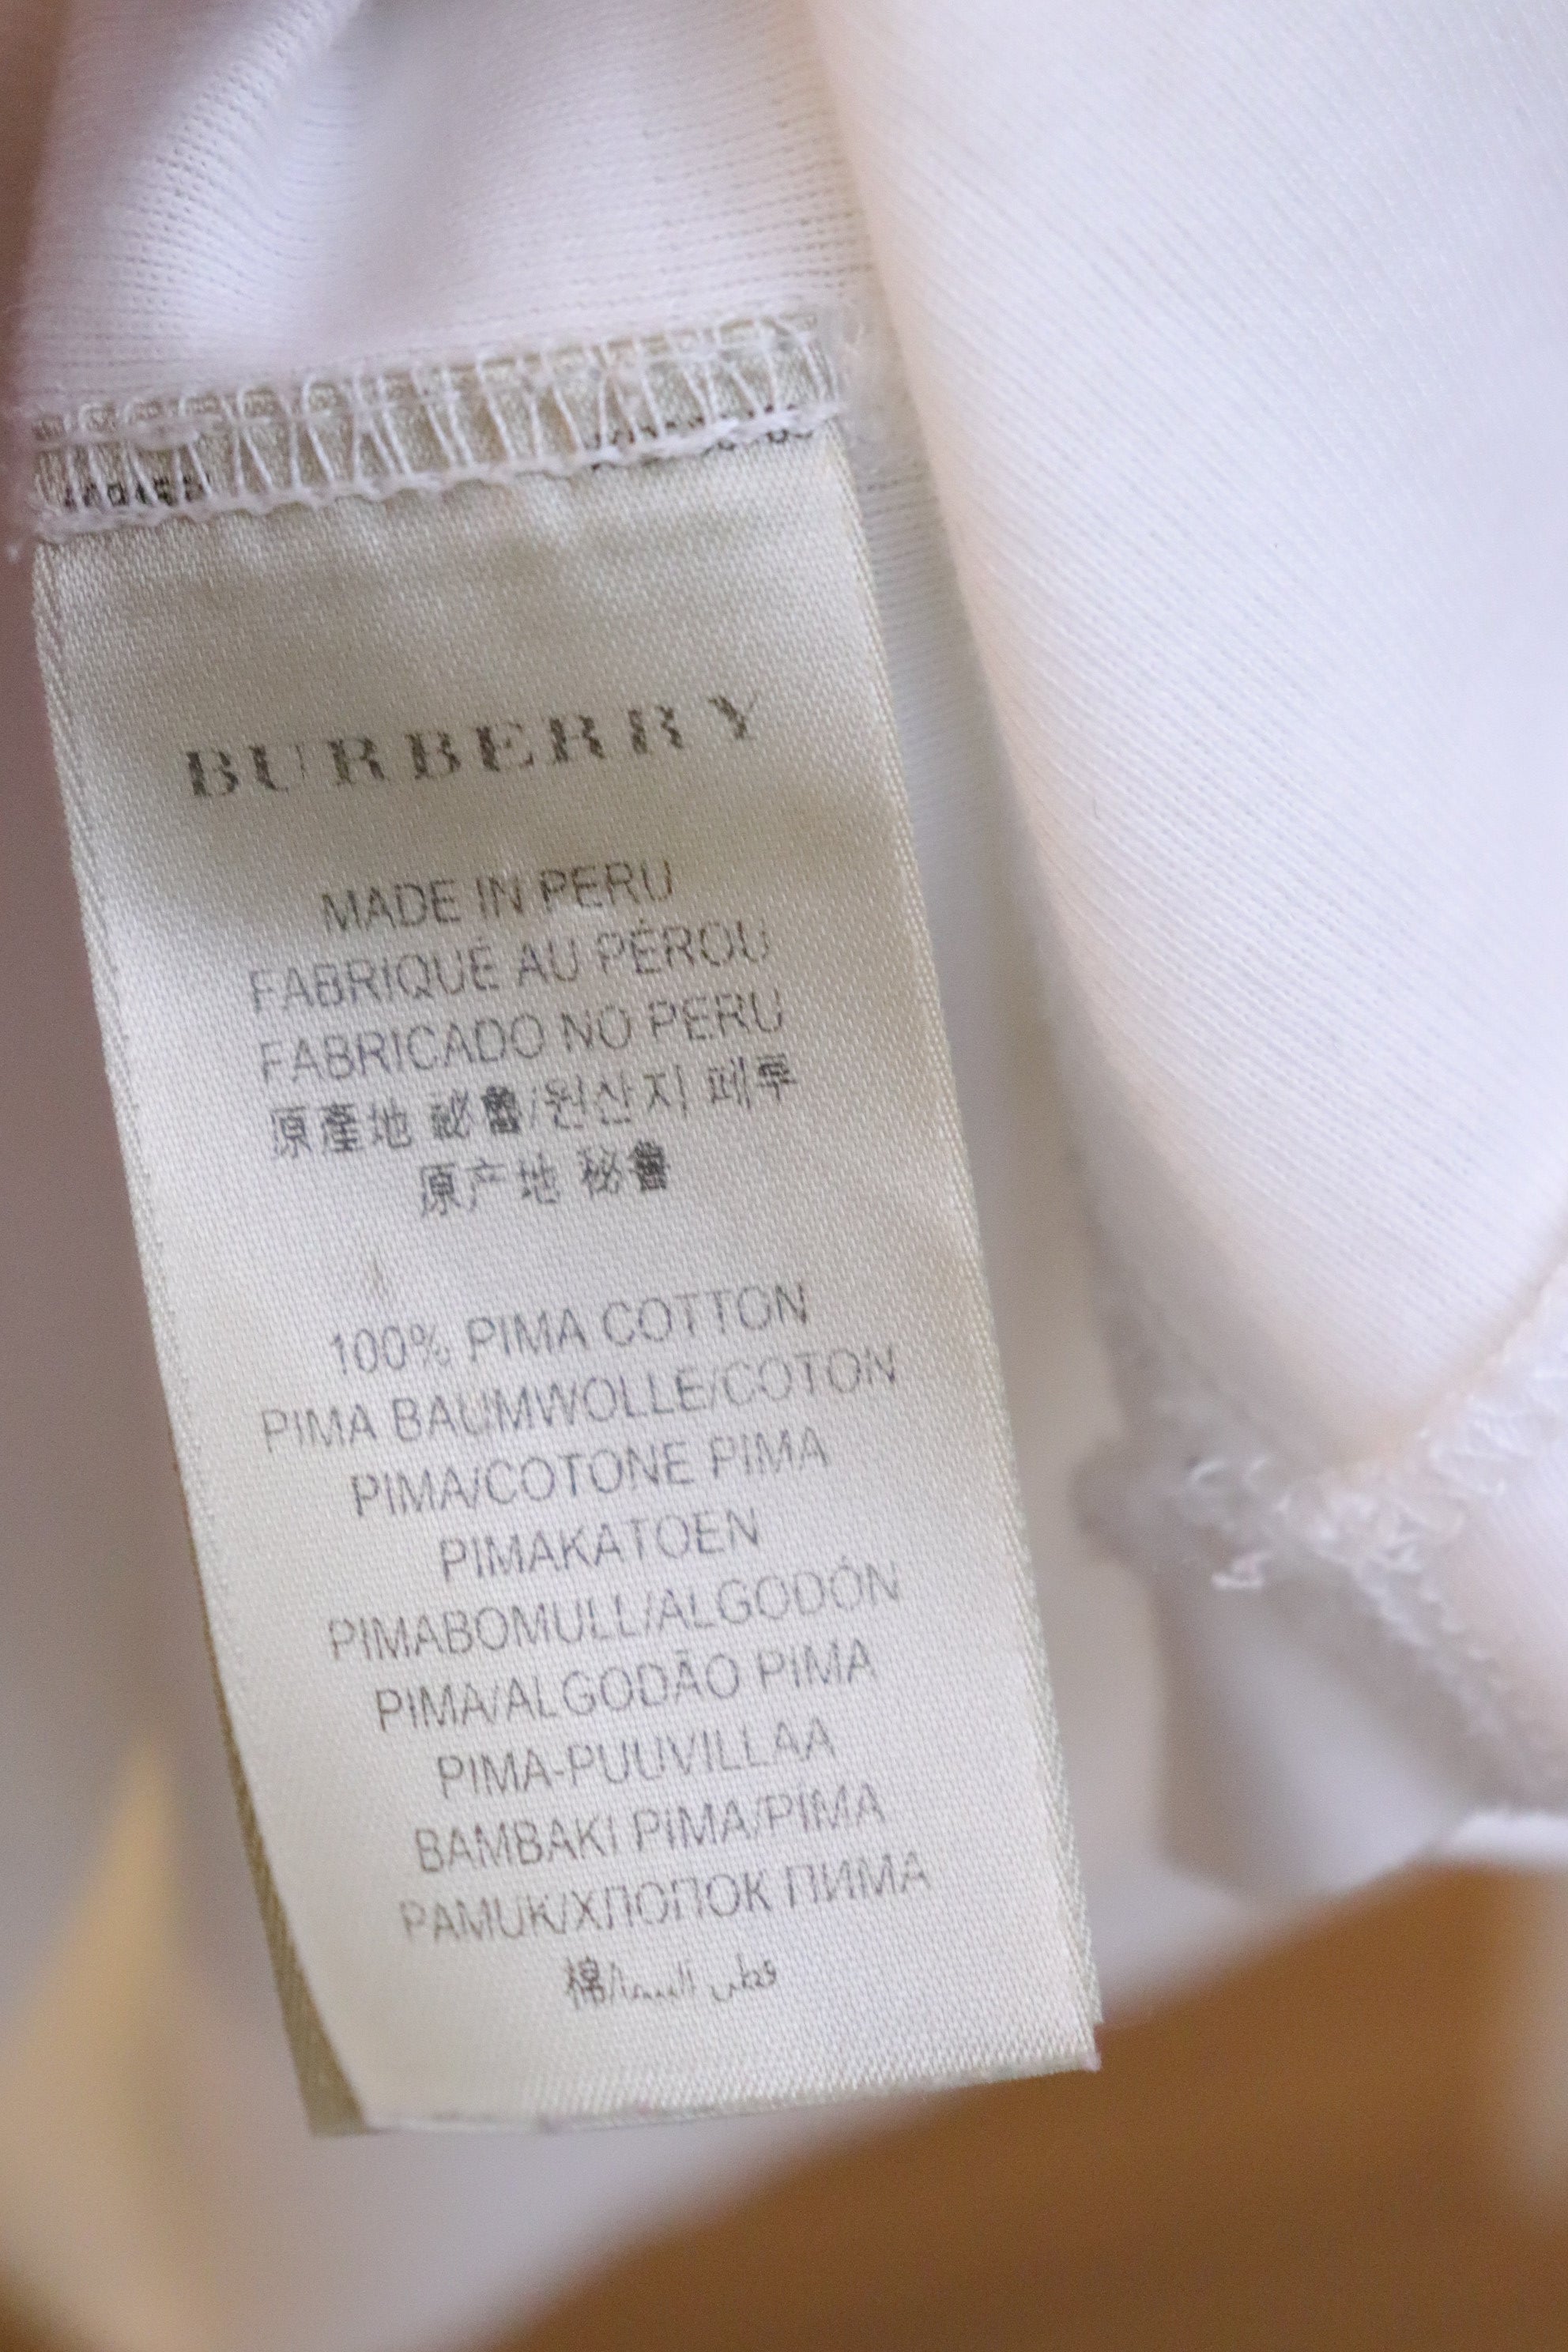 BURBERRY
MADE IN PERU
FABRIQUÉ AU PÉROU
FABRICADO NO PERU
原產地 祕魯/원산지 페루
原产地 秘鲁
100% PIMA COTTON
PIMA BAUMWOLLE/COTON
PIMA/COTONE PIMA
PIMAKATOEN
PIMABOMULL/ALGODÓN
PIMA/ALGODÃO PIMA
PIMA-PUUVILLAA
BAMBAKI PIMA/PIMA
PAMUK/ХЛОПОК ПИМА
棉/قطن البيما